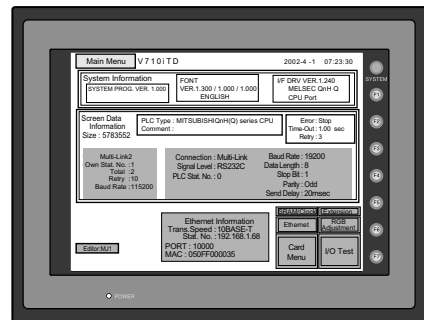 Main Menu V710iTD 2002-4 -1 07:23:30
SYSTEM
System Information
SYSTEM PROG. VER. 1.000
FONT
VER.1.300 / 1.000 / 1.000
ENGLISH
I/F DRV VER.1.240
MELSEC QnH Q
CPU Port
F1
Screen Data
Information
Size : 5783552
PLC Type : MITSUBISHIQnH(Q) series CPU
Comment :
Error : Stop
Time-Out : 1.00 sec
Retry : 3
F2
F3
Multi-Link2
Own Stat. No. :1
Total :2
Retry :10
Baud Rate :115200
Connection : Multi-Link
Signal Level : RS232C
PLC Stat. No. : 0
Baud Rate : 19200
Data Length : 8
Stop Bit : 1
Parity : Odd
Send Delay : 20msec
F4
F5
SRAM/Clock
Extension
Ethernet Information
Trans.Speed : 10BASE-T
Stat. No. : 192.168.1.68
PORT : 10000
MAC : 050FF000035
Ethernet
RGB
Adjustment
F6
Editor:MJ1
Card
Menu
I/O Test
F7
POWER